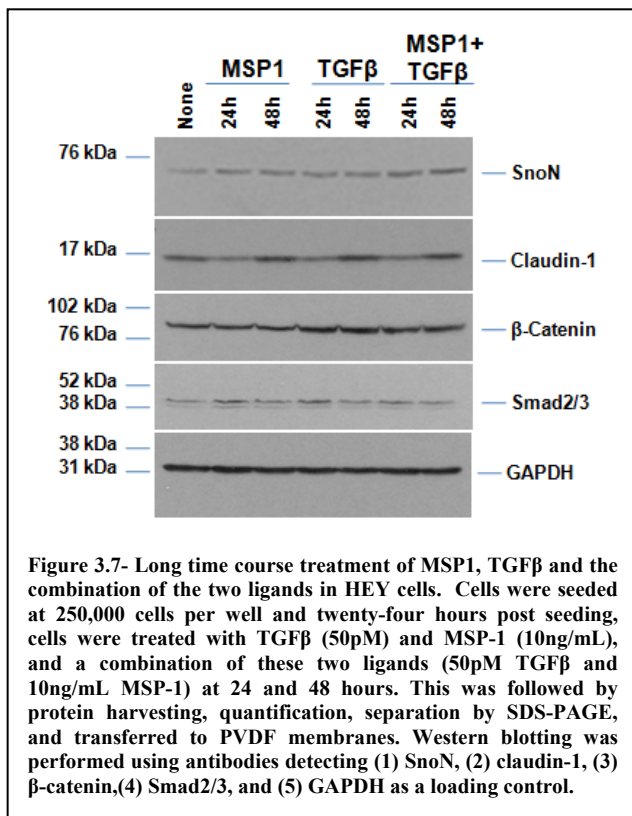 MSP1 TGFβ MSP1+
TGFβ
None 24h 48h 24h 48h 24h 48h
76 kDa
SnoN
17 kDa
Claudin-1
102 kDa
β-Catenin
76 kDa
52 kDa
38 kDa
Smad2/3
38 kDa
31 kDa
GAPDH
Figure 3.7- Long time course treatment of MSP1, TGFβ and the
combination of the two ligands in HEY cells. Cells were seeded
at 250,000 cells per well and twenty-four hours post seeding,
cells were treated with TGFβ (50pM) and MSP-1 (10ng/mL),
and a combination of these two ligands (50pM TGFβ and
10ng/mL MSP-1) at 24 and 48 hours. This was followed by
protein harvesting, quantification, separation by SDS-PAGE,
and transferred to PVDF membranes. Western blotting was
performed using antibodies detecting (1) SnoN, (2) claudin-1, (3)
β-catenin,(4) Smad2/3, and (5) GAPDH as a loading control.